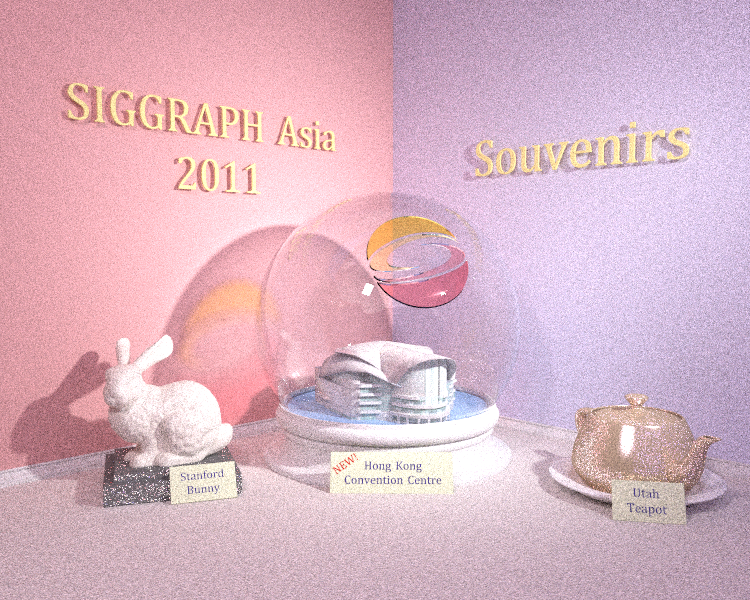 SIGGRAPH Asia
2011
Souvenirs
Stanford
Bunny
NEW!
Hong Kong
Convention Centre
Utah
Teapot